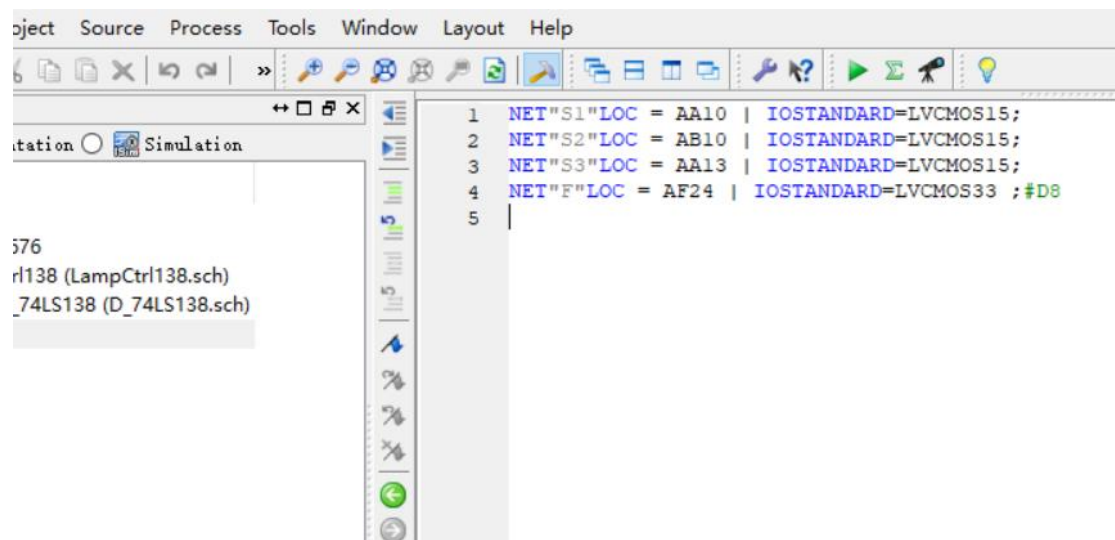 oject Source Process Tools Window Layout Help
»
tation Simulation
576
rl138 (LampCtrl138.sch)
_74LS138 (D_74LS138.sch)
1 NET"S1"LOC = AA10 | IOSTANDARD=LVCMOS15;
2 NET"S2"LOC = AB10 | IOSTANDARD=LVCMOS15;
3 NET"S3"LOC = AA13 | IOSTANDARD=LVCMOS15;
4 NET"F"LOC = AF24 | IOSTANDARD=LVCMOS33 ;#D8
5